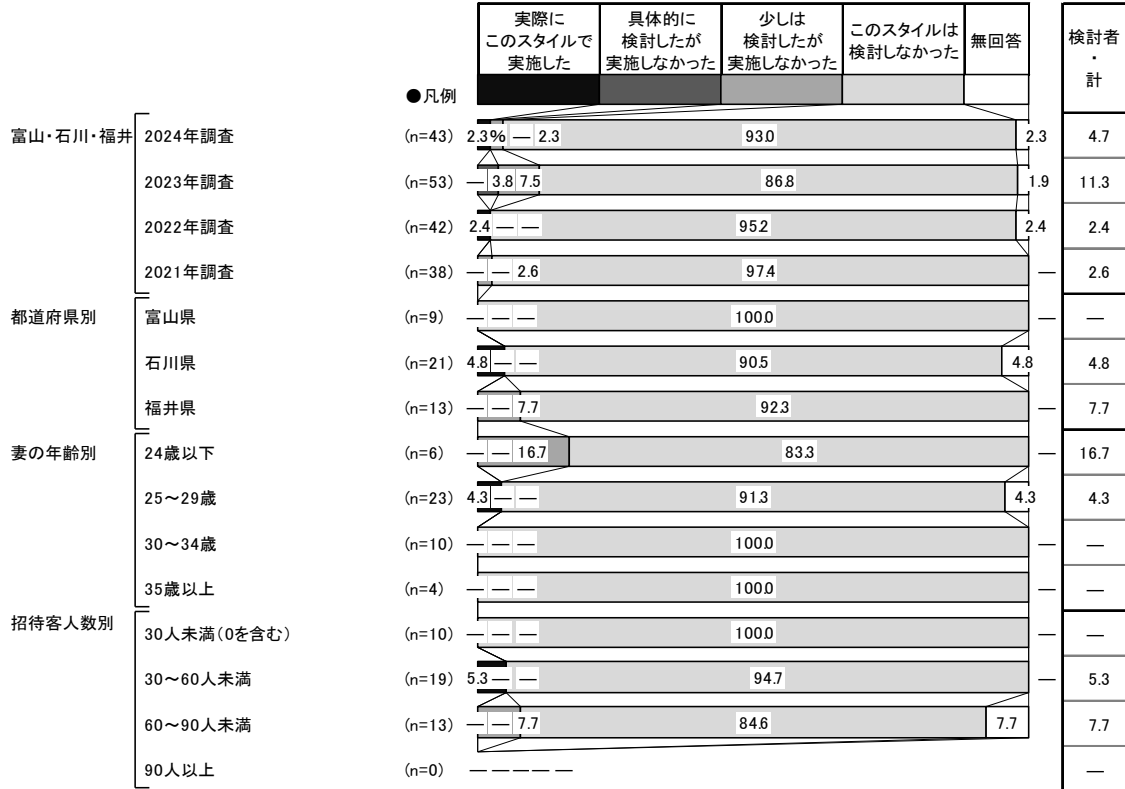 実際に
このスタイルで
実施した
具体的に
検討したが
実施しなかった
少しは
検討したが
実施しなかった
このスタイルは
検討しなかった
無回答
検討者
・
計
●凡例
富山・石川・福井 2024年調査 (n=43) 2.3% — 2.3 93.0 2.3 4.7
2023年調査 (n=53) — 3.8 7.5 86.8 1.9 11.3
2022年調査 (n=42) 2.4 — — 95.2 2.4 2.4
2021年調査 (n=38) — — 2.6 97.4 — 2.6
都道府県別 富山県 (n=9) — — — 100.0 — —
石川県 (n=21) 4.8 — — 90.5 4.8 4.8
福井県 (n=13) — — 7.7 92.3 — 7.7
妻の年齢別 24歳以下 (n=6) — — 16.7 83.3 — 16.7
25～29歳 (n=23) 4.3 — — 91.3 4.3 4.3
30～34歳 (n=10) — — — 100.0 — —
35歳以上 (n=4) — — — 100.0 — —
招待客人数別 30人未満(0を含む) (n=10) — — — 100.0 — —
30～60人未満 (n=19) 5.3 — — 94.7 — 5.3
60～90人未満 (n=13) — — 7.7 84.6 7.7 7.7
90人以上 (n=0) — — — — — —